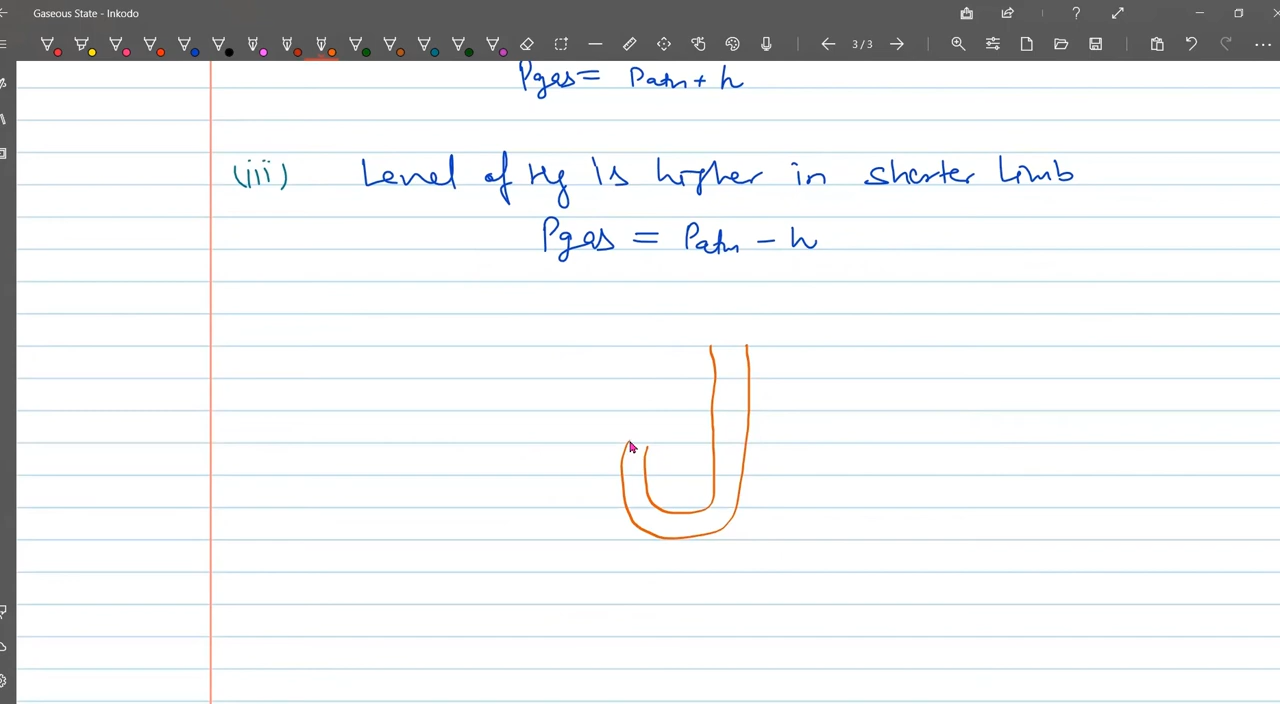 Gaseous State - Inkodo
3/3
Pgas = Patm + h
(iii) Level of Hg is higher in shorter limb
Pgas = Patm - h